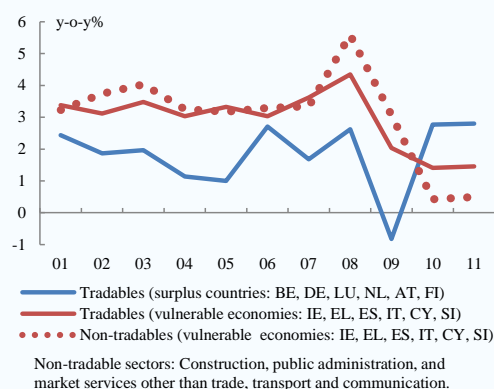 y-o-y%
6
5
4
3
2
1
0
-1
01 02 03 04 05 06 07 08 09 10 11
Tradables (surplus countries: BE, DE, LU, NL, AT, FI)
Tradables (vulnerable economies: IE, EL, ES, IT, CY, SI)
Non-tradables (vulnerable economies: IE, EL, ES, IT, CY, SI)
Non-tradable sectors: Construction, public administration, and
market services other than trade, transport and communication.